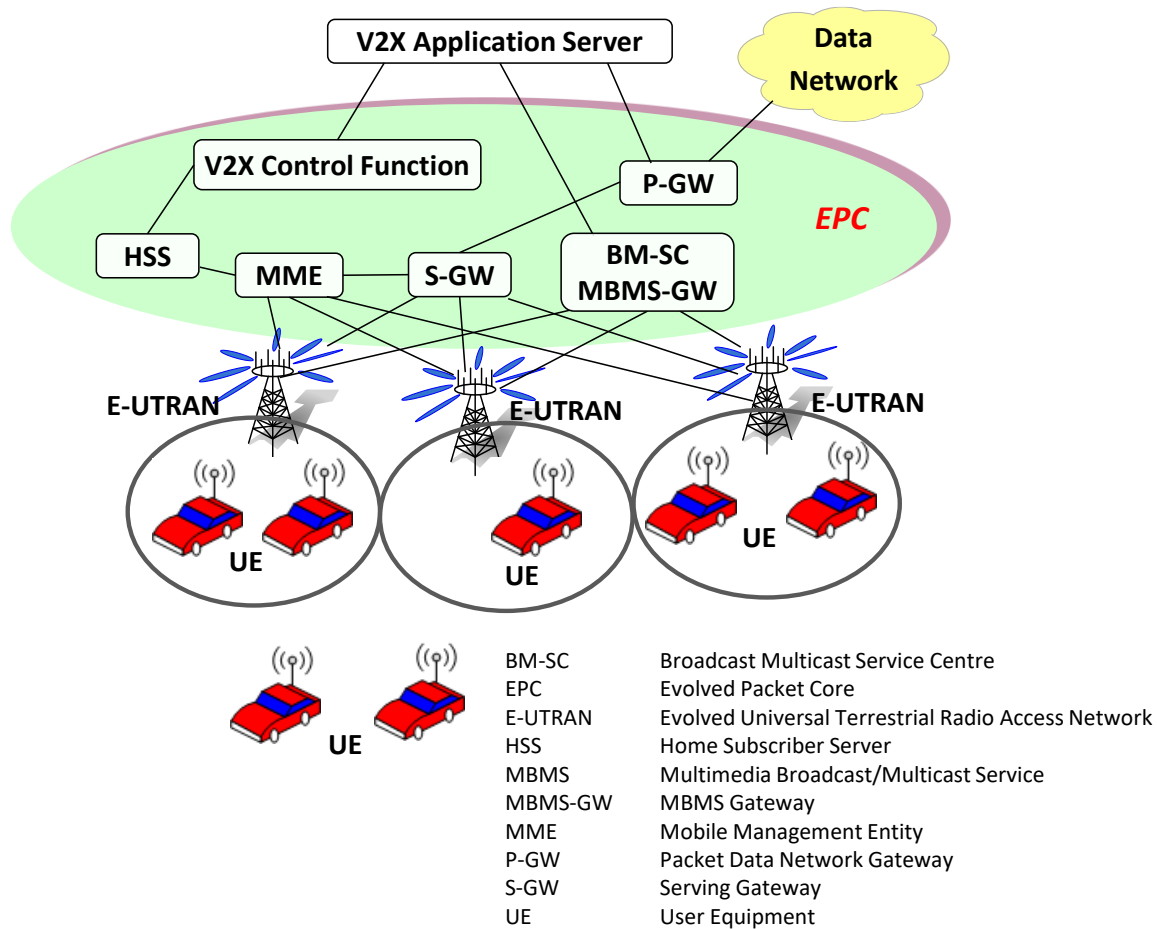 V2X Application Server
Data
Network
V2X Control Function
P-GW
EPC
HSS
MME
S-GW
BM-SC
MBMS-GW
E-UTRAN
E-UTRAN
E-UTRAN
UE
UE
UE
UE
BM-SC Broadcast Multicast Service Centre
EPC Evolved Packet Core
E-UTRAN Evolved Universal Terrestrial Radio Access Network
HSS Home Subscriber Server
MBMS Multimedia Broadcast/Multicast Service
MBMS-GW MBMS Gateway
MME Mobile Management Entity
P-GW Packet Data Network Gateway
S-GW Serving Gateway
UE User Equipment